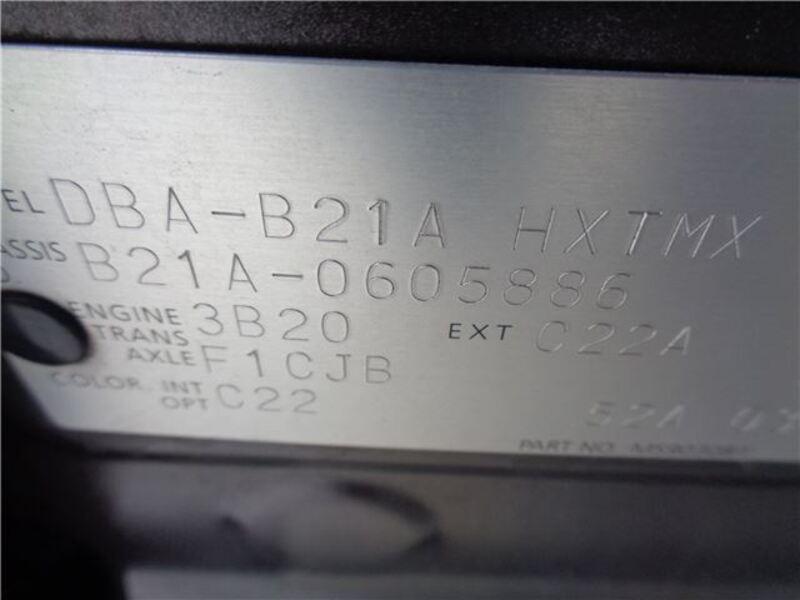 EL DBA-B21A HXTMX
ASSIS B21A-0605886
ENGINE 3B20
TRANS AXLE F1CJB EXT C22A
COLOR INT
OPT C22
52A
PART NO.